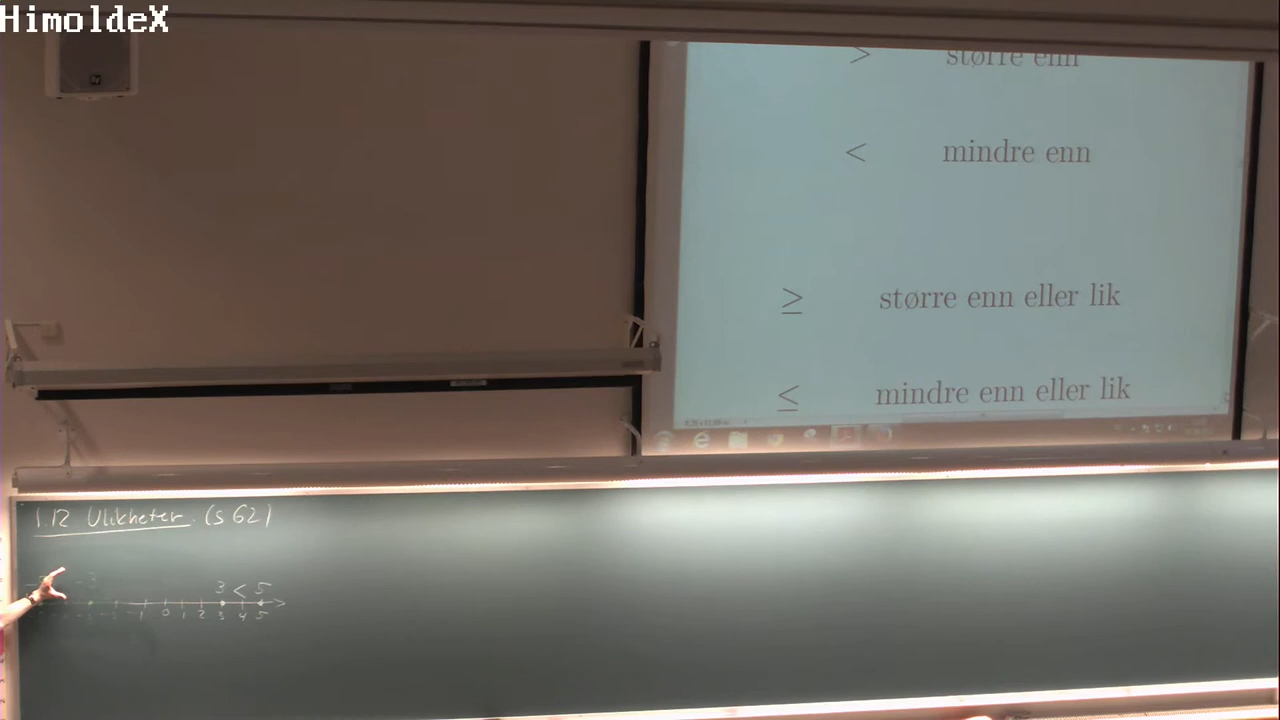 HimoldeX
> større enn
< mindre enn
≥ større enn eller lik
≤ mindre enn eller lik
1.12 Ulikheter (s 62)
-3 3 < 5
0 1 2 3 4 5